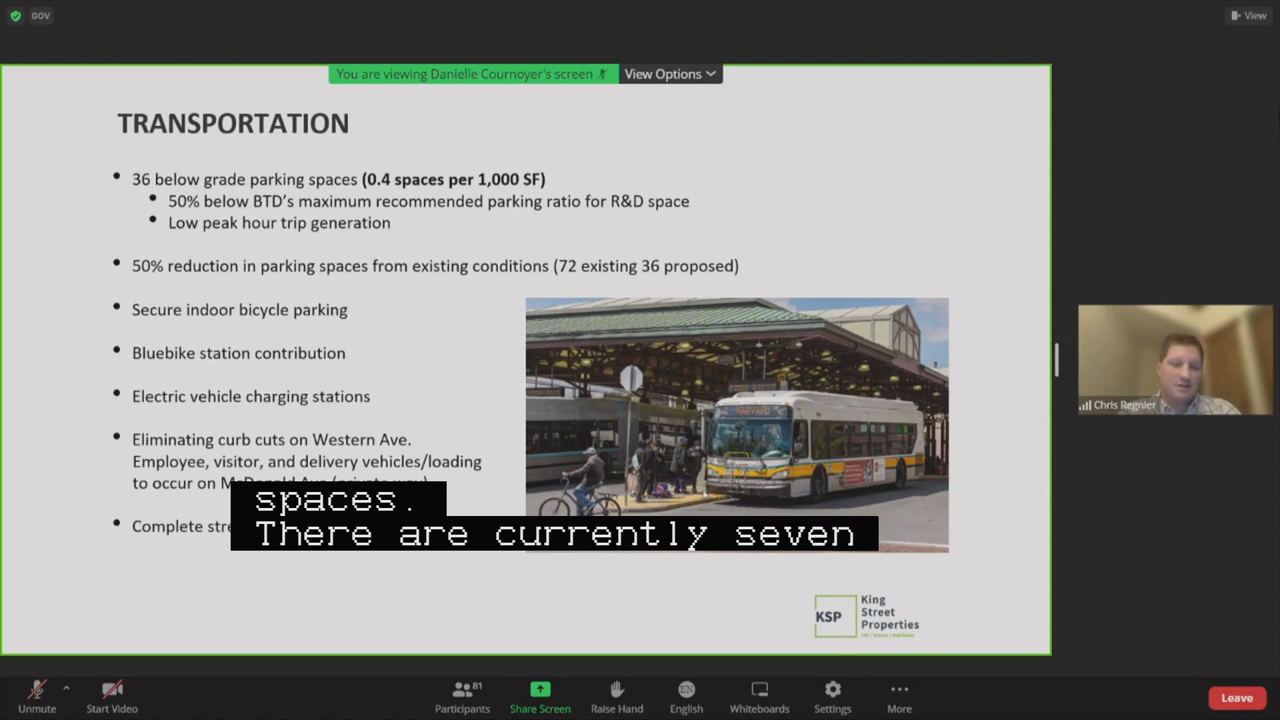 GOV
View
You are viewing Danielle Cournoyer's screen
View Options
TRANSPORTATION
• 36 below grade parking spaces (0.4 spaces per 1,000 SF)
• 50% below BTD's maximum recommended parking ratio for R&D space
• Low peak hour trip generation
• 50% reduction in parking spaces from existing conditions (72 existing 36 proposed)
• Secure indoor bicycle parking
• Bluebike station contribution
• Electric vehicle charging stations
• Eliminating curb cuts on Western Ave.
Employee, visitor, and delivery vehicles/loading
to occur on
• Complete
HARVARD
Chris Regnier
spaces.
There are currently seven
KSP
King
Street
Properties
Unmute
Start Video
Participants
81
Share Screen
Raise Hand
EN
English
Whiteboards
Settings
More
Leave